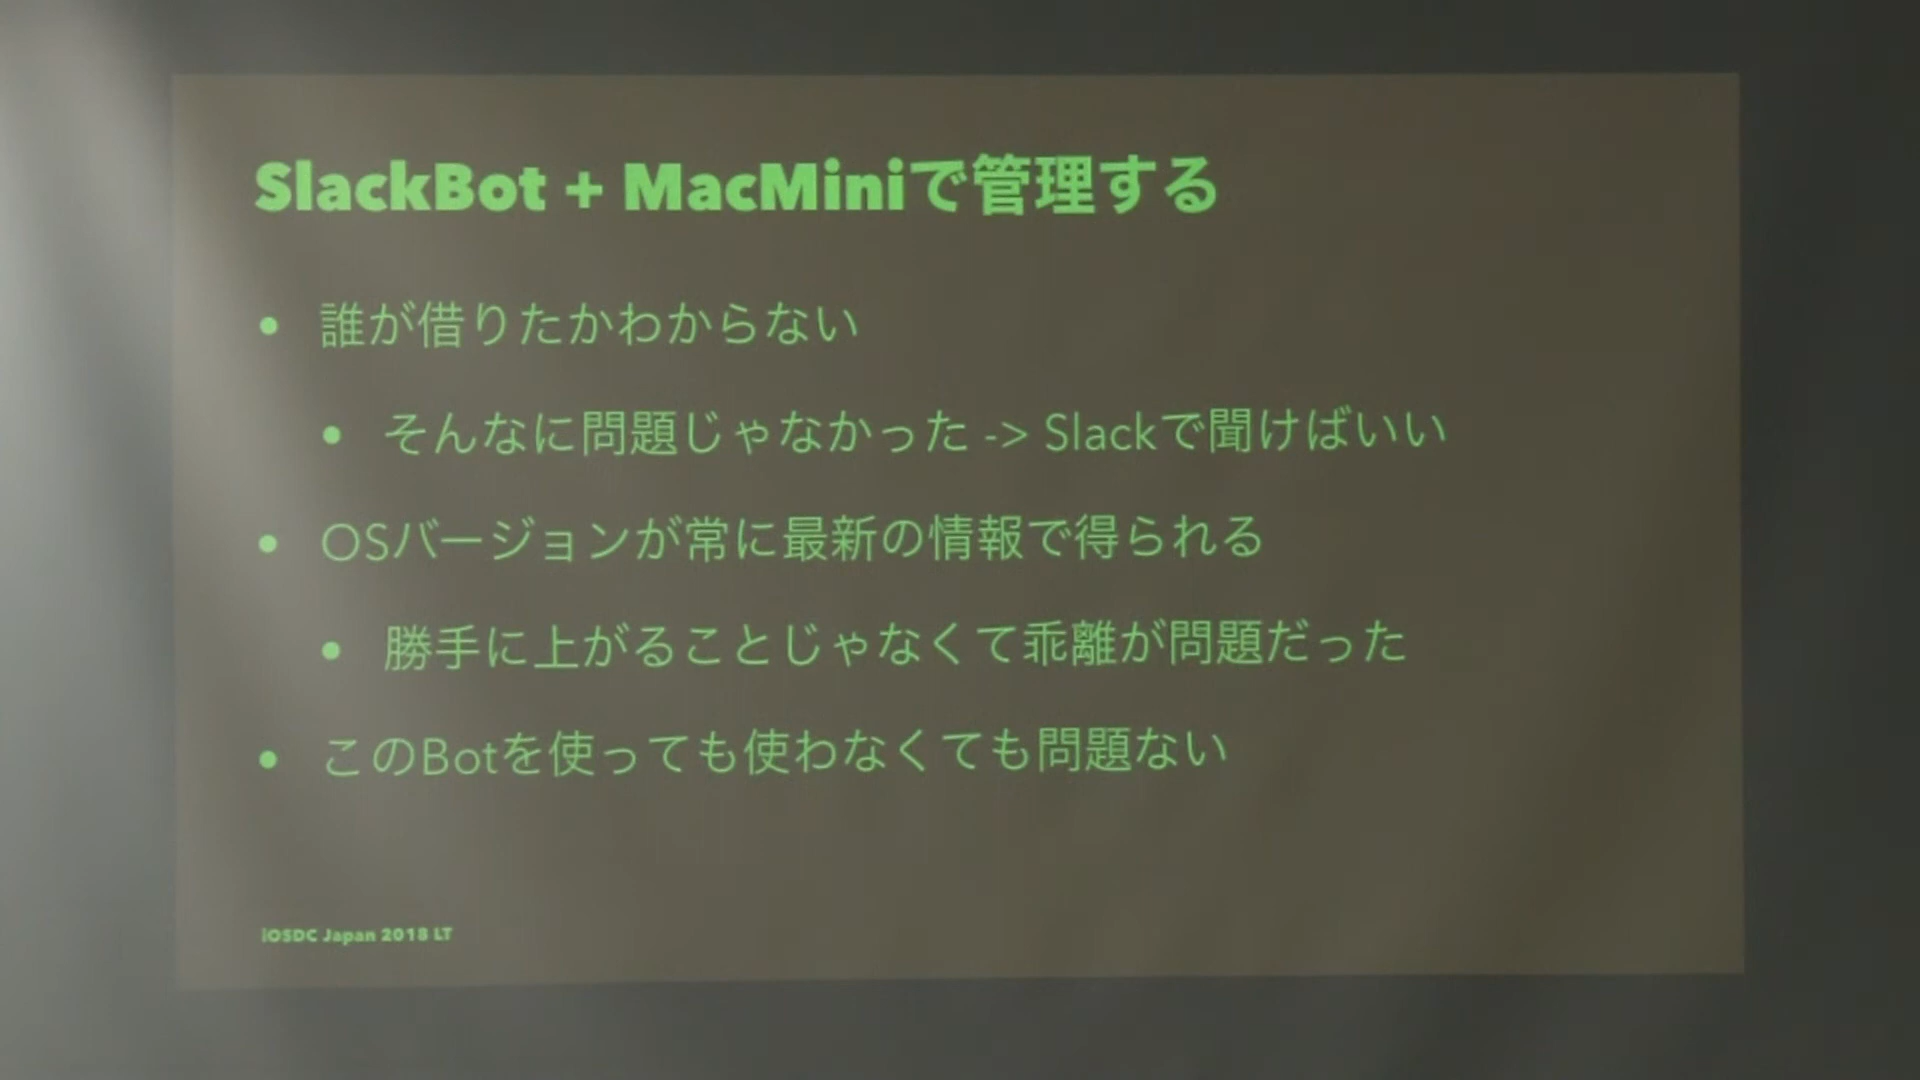 SlackBot + MacMiniで管理する
• 誰が借りたかわからない
• そんなに問題じゃなかった -> Slackで聞けばいい
• OSバージョンが常に最新の情報で得られる
• 勝手に上がることじゃなくて乖離が問題だった
• このBotを使っても使わなくても問題ない
iOSDC Japan 2018 LT